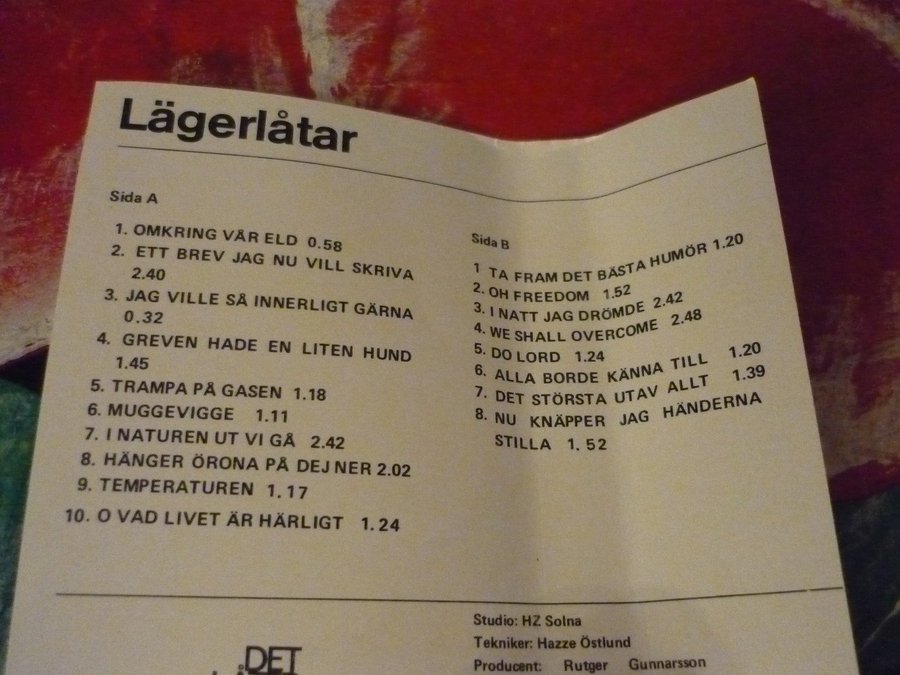 Lägerlåtar
Sida A
1. OMKRING VÅR ELD 0.58
2. ETT BREV JAG NU VILL SKRIVA
2.40
3. JAG VILLE SÅ INNERLIGT GÄRNA
0.32
4. GREVEN HADE EN LITEN HUND
1.45
5. TRAMPA PÅ GASEN 1.18
6. MUGGEVIGGE 1.11
7. I NATUREN UT VI GÅ 2.42
8. HÄNGER ÖRONA PÅ DEJ NER 2.02
9. TEMPERATUREN 1.17
10. O VAD LIVET ÄR HÄRLIGT 1.24
Sida B
1 TA FRAM DET BÄSTA HUMÖR 1.20
2. OH FREEDOM 1.52
3. I NATT JAG DRÖMDE 2.42
4. WE SHALL OVERCOME 2.48
5. DO LORD 1.24
6. ALLA BORDE KÄNNA TILL 1.20
7. DET STÖRSTA UTAV ALLT 1.39
8. NU KNÄPPER JAG HÄNDERNA
STILLA 1.52
DET
Studio: HZ Solna
Tekniker: Hazze Östlund
Producent: Rutger Gunnarsson